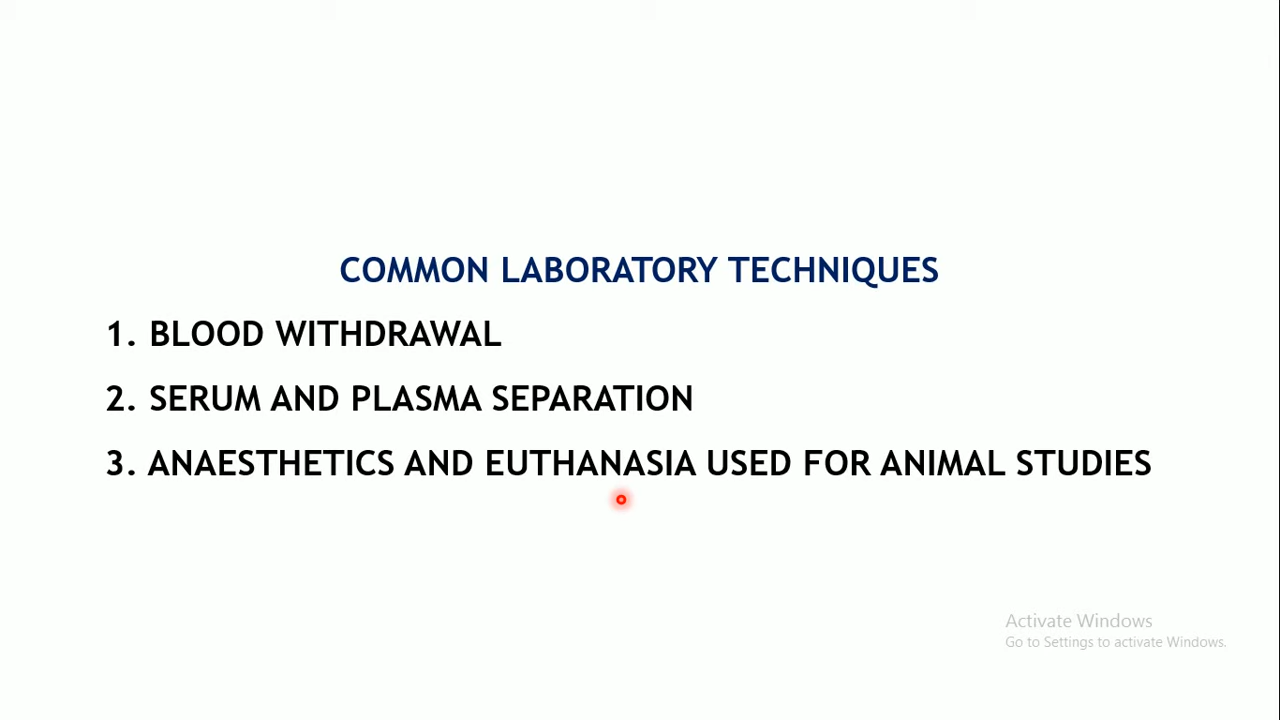 COMMON LABORATORY TECHNIQUES
1. BLOOD WITHDRAWAL
2. SERUM AND PLASMA SEPARATION
3. ANAESTHETICS AND EUTHANASIA USED FOR ANIMAL STUDIES
Activate Windows
Go to Settings to activate Windows.